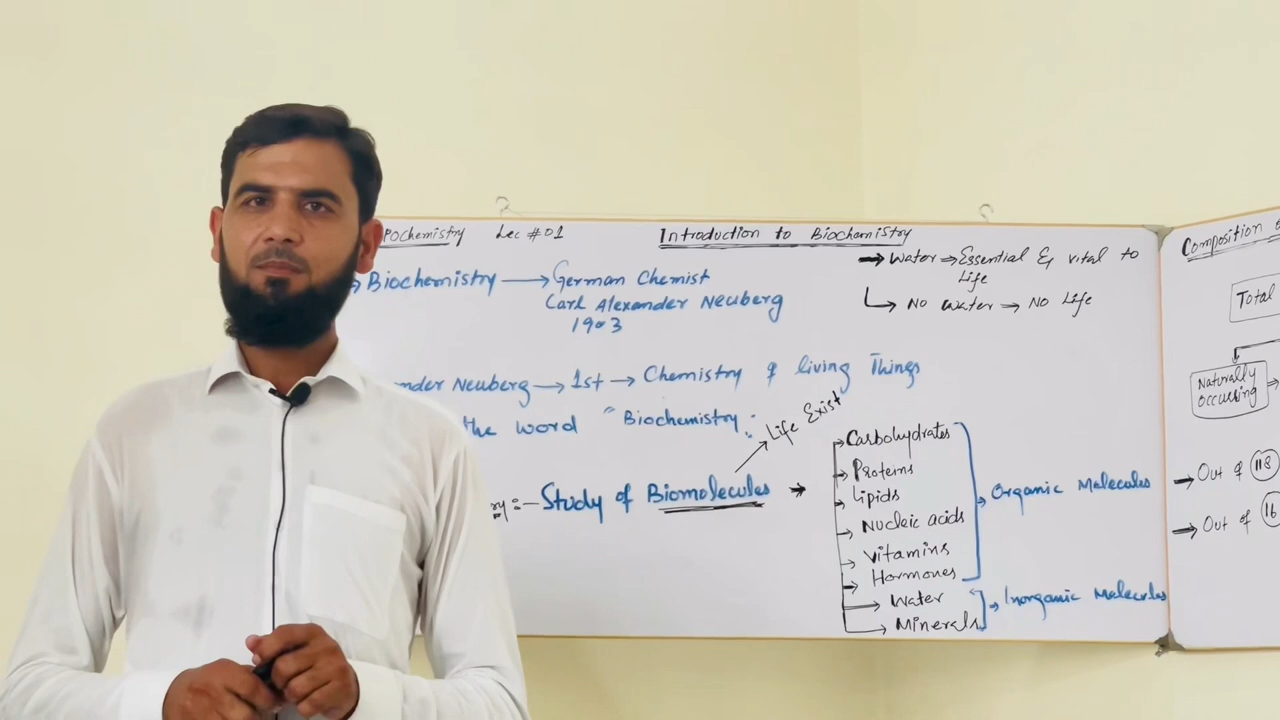 POchemistry Lec #01 Introduction to Biochemistry
Biochemistry → German Chemist
Carl Alexander Neuberg
1903
→ Water ⇒ Essential & vital to
Life
→ No water → No Life
nder Neuberg → 1st → Chemistry of living Things
the word "Biochemistry"
Life Exist
ry:- Study of Biomolecules →
Carbohydrates
Proteins
Lipids
Nucleic acids
Vitamins
Hormones
Organic Molecules
Water
Minerals
Inorganic Molecules
Composition
Total
Naturally
occurring
→ Out of 118
→ Out of 16